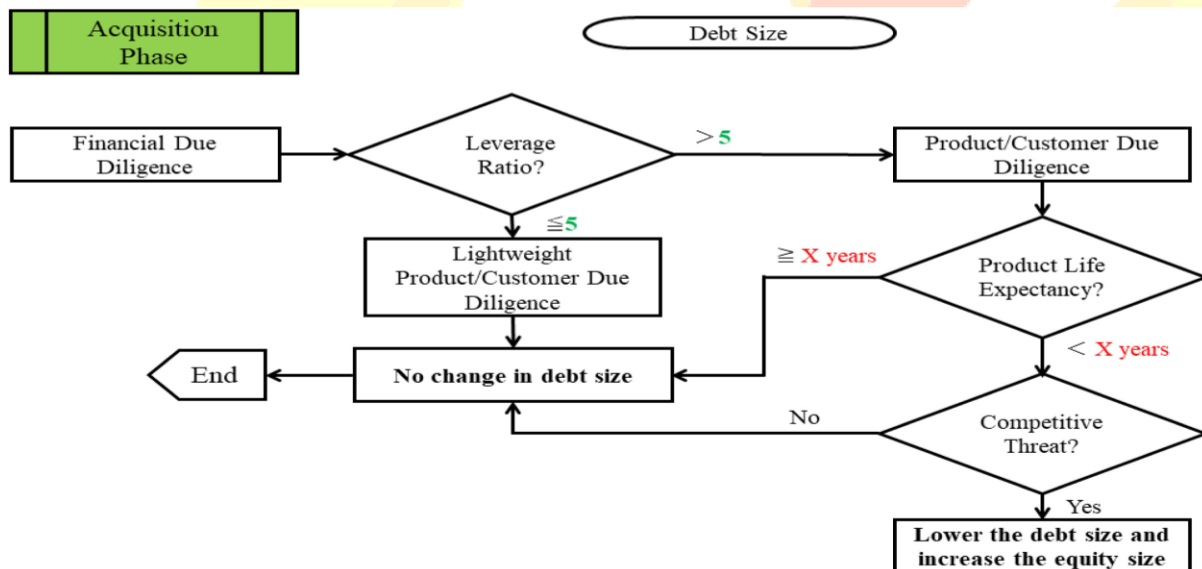 Acquisition
Phase
Debt Size
Financial Due
Diligence
Leverage
Ratio?
>5
Product/Customer Due
Diligence
≦5
Lightweight
Product/Customer Due
Diligence
≧ X years
Product Life
Expectancy?
< X years
End
No change in debt size
No
Competitive
Threat?
Yes
Lower the debt size and
increase the equity size